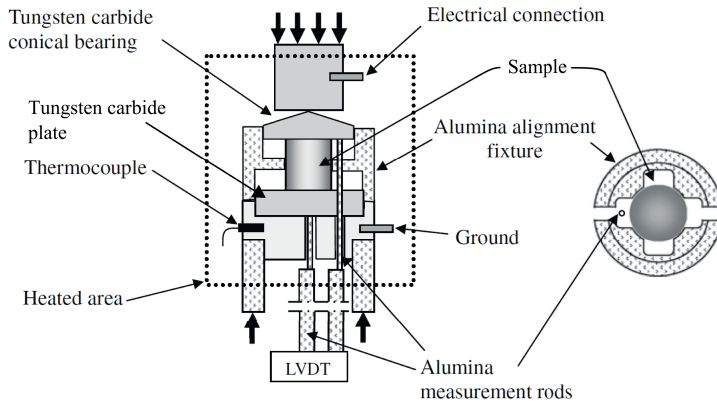 Tungsten carbide
conical bearing
Electrical connection
Sample
Tungsten carbide
plate
Alumina alignment
fixture
Thermocouple
Ground
Heated area
LVDT
Alumina
measurement rods